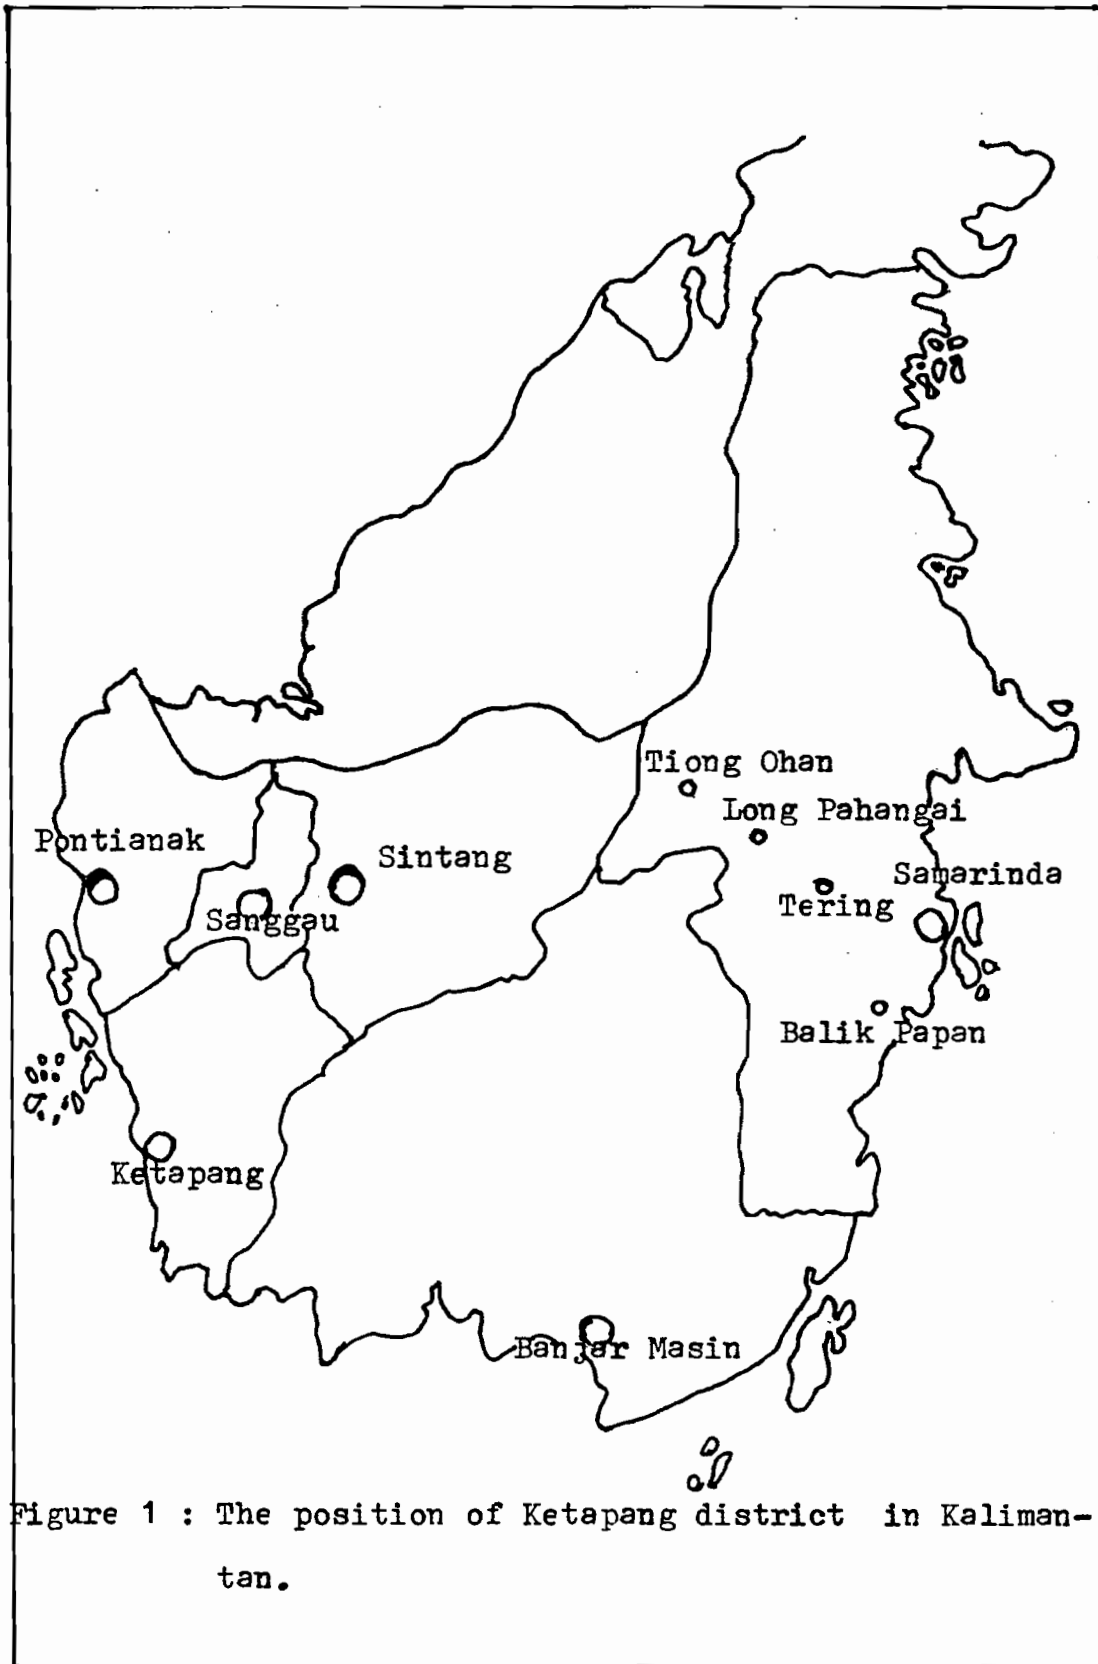 Tiong Ohan
Long Pahangai
Pontianak
Sintang
Samarinda
Tering
Sanggau
Balik Papan
Ketapang
Banjar Masin
Figure 1 : The position of Ketapang district in Kaliman-
tan.